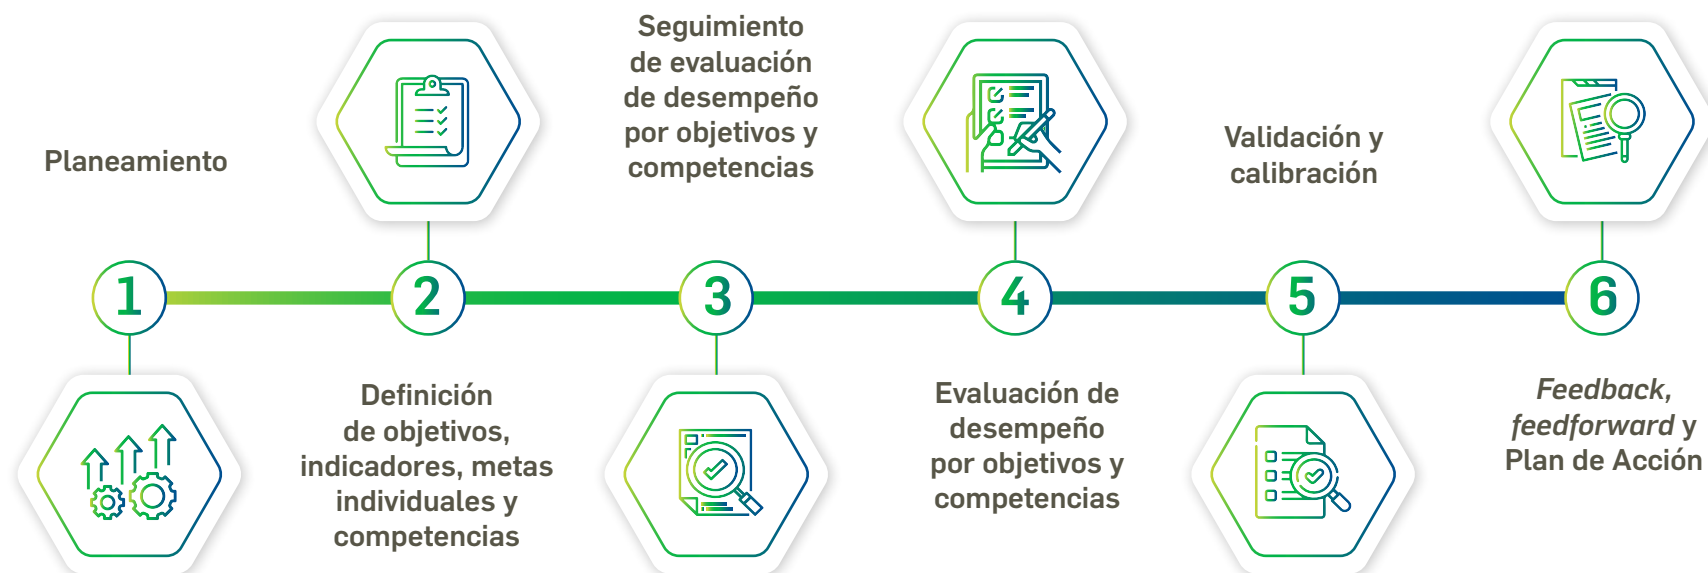 1
Planeamiento
2
Definición
de objetivos,
indicadores, metas
individuales y
competencias
3
Seguimiento
de evaluación
de desempeño
por objetivos y
competencias
4
Evaluación de
desempeño
por objetivos y
competencias
5
Validación y
calibración
6
Feedback,
feedforward y
Plan de Acción